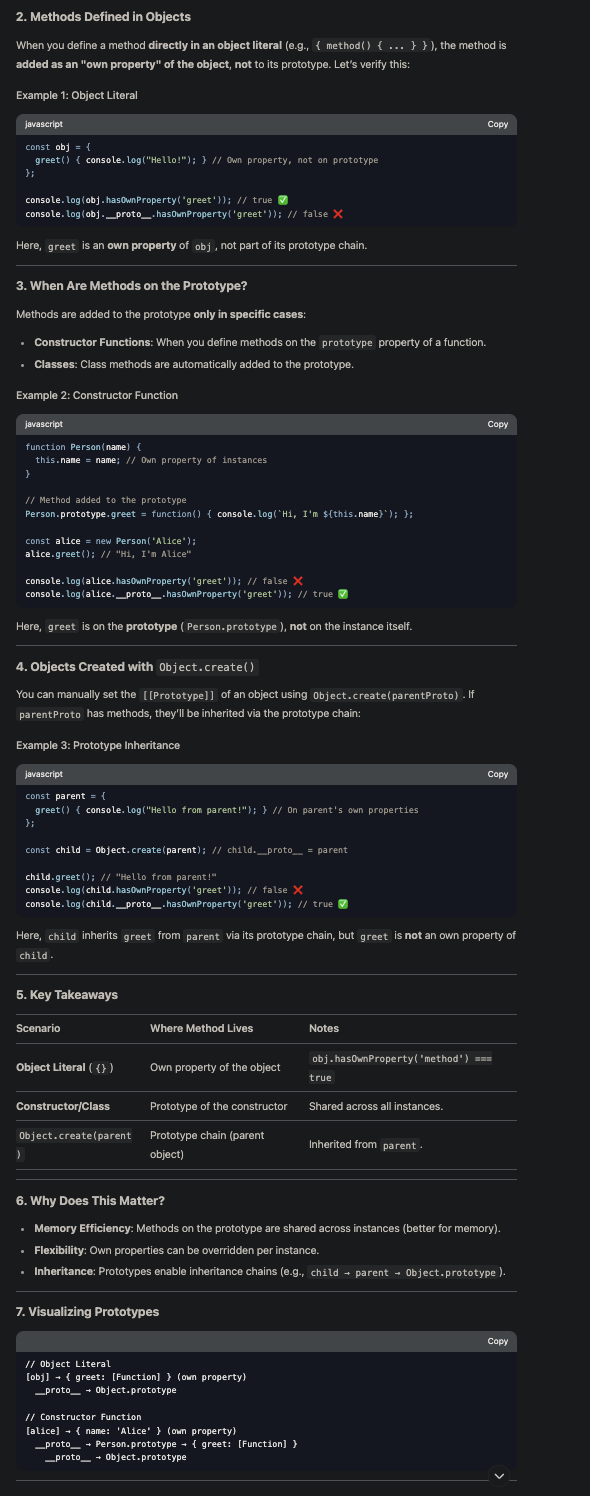 2. Methods Defined in Objects
When you define a method directly in an object literal (e.g., { method() { ... } } ), the method is
added as an "own property" of the object, not to its prototype. Let's verify this:
Example 1: Object Literal
javascript Copy
const obj = {
  greet() { console.log("Hello!"); } // Own property, not on prototype
};
console.log(obj.hasOwnProperty('greet')); // true ✅
console.log(obj.__proto__.hasOwnProperty('greet')); // false ❌
Here, greet is an own property of obj , not part of its prototype chain.
3. When Are Methods on the Prototype?
Methods are added to the prototype only in specific cases:
• Constructor Functions: When you define methods on the prototype property of a function.
• Classes: Class methods are automatically added to the prototype.
Example 2: Constructor Function
javascript Copy
function Person(name) {
  this.name = name; // Own property of instances
}
// Method added to the prototype
Person.prototype.greet = function() { console.log(`Hi, I'm ${this.name}`); };
const alice = new Person('Alice');
alice.greet(); // "Hi, I'm Alice"
console.log(alice.hasOwnProperty('greet')); // false ❌
console.log(alice.__proto__.hasOwnProperty('greet')); // true ✅
Here, greet is on the prototype ( Person.prototype ), not on the instance itself.
4. Objects Created with Object.create()
You can manually set the [[Prototype]] of an object using Object.create(parentProto) . If
parentProto has methods, they'll be inherited via the prototype chain:
Example 3: Prototype Inheritance
javascript Copy
const parent = {
  greet() { console.log("Hello from parent!"); } // On parent's own properties
};
const child = Object.create(parent); // child.__proto__ = parent
child.greet(); // "Hello from parent!"
console.log(child.hasOwnProperty('greet')); // false ❌
console.log(child.__proto__.hasOwnProperty('greet')); // true ✅
Here, child inherits greet from parent via its prototype chain, but greet is not an own property of
child .
5. Key Takeaways
Scenario Where Method Lives Notes
Object Literal ( {} ) Own property of the object obj.hasOwnProperty('method') ===
true
Constructor/Class Prototype of the constructor Shared across all instances.
Object.create(parent
) Prototype chain (parent
object) Inherited from parent .
6. Why Does This Matter?
• Memory Efficiency: Methods on the prototype are shared across instances (better for memory).
• Flexibility: Own properties can be overridden per instance.
• Inheritance: Prototypes enable inheritance chains (e.g., child → parent → Object.prototype ).
7. Visualizing Prototypes
Copy
// Object Literal
[obj] → { greet: [Function] } (own property)
  __proto__ → Object.prototype
// Constructor Function
[alice] → { name: 'Alice' } (own property)
  __proto__ → Person.prototype → { greet: [Function] }
    __proto__ → Object.prototype